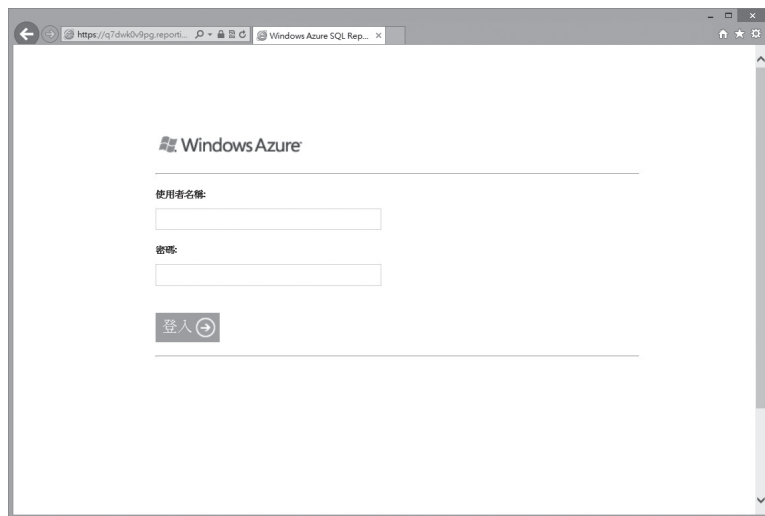 https://q7dwk0v9pg.reporti...
Windows Azure SQL Rep...
Windows Azure
使用者名稱:
密碼:
登入